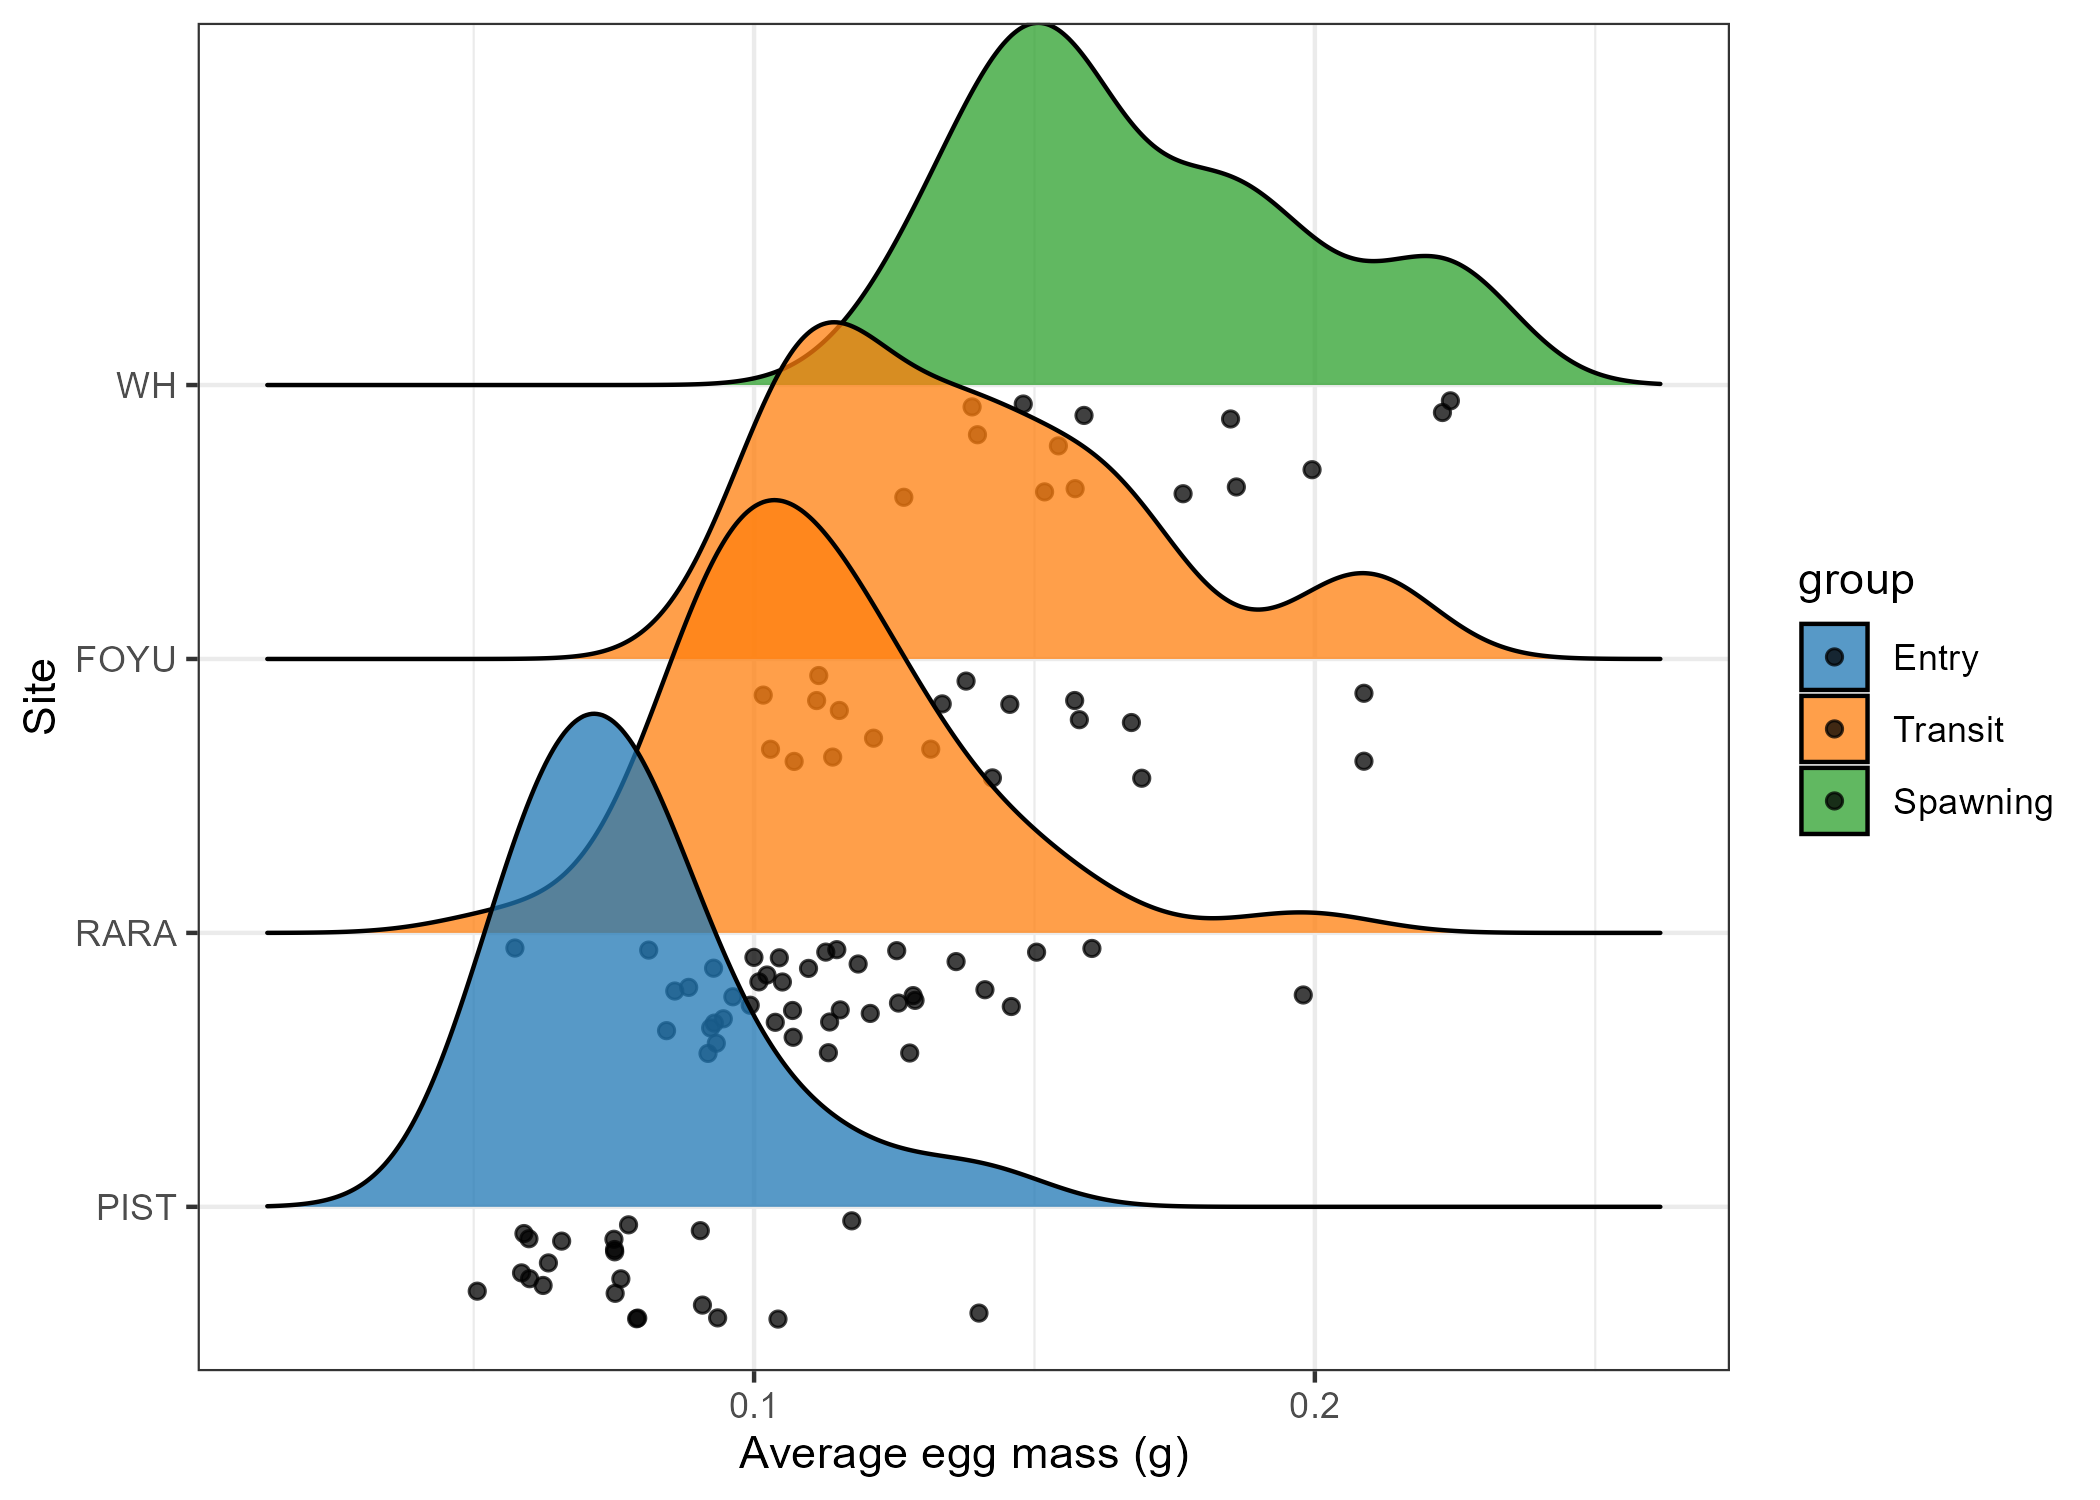 WH
FOYU
RARA
PIST
Site
0.1
0.2
Average egg mass (g)
group
Entry
Transit
Spawning